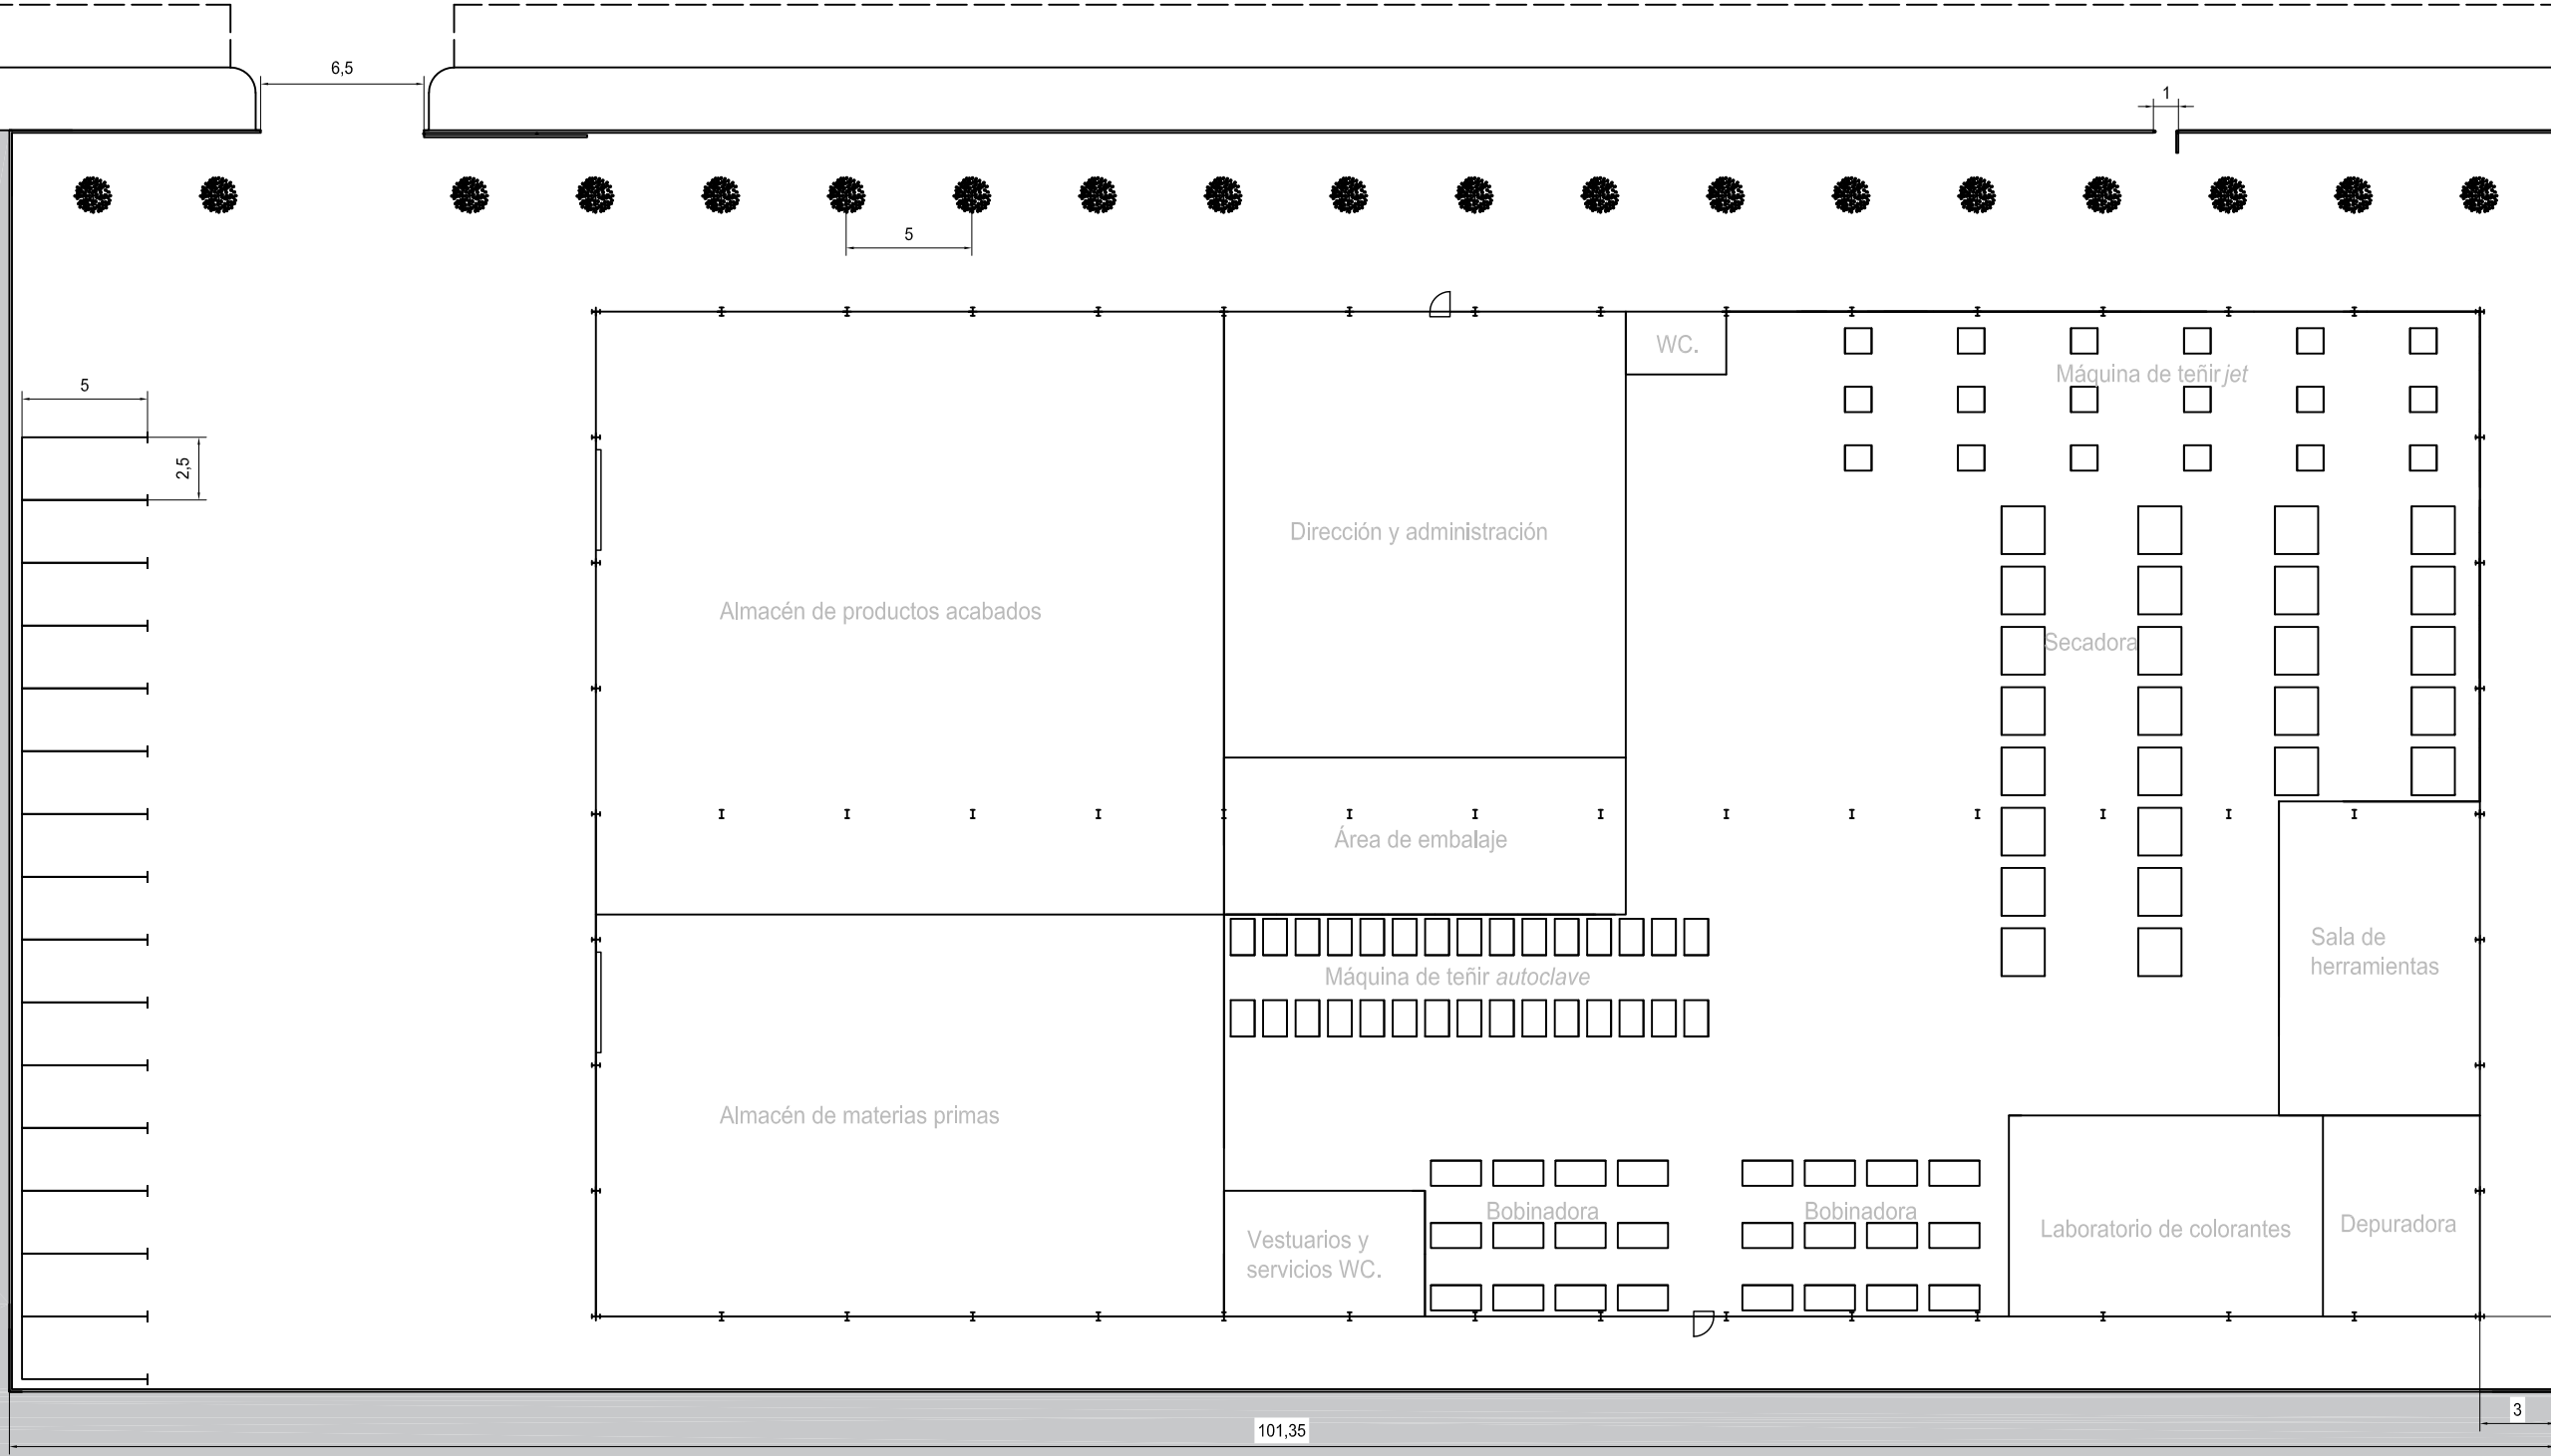 6,5
1
5
WC.
Máquina de teñir jet
5
2,5
Dirección y administración
Almacén de productos acabados
Secadora
Área de embalaje
Sala de
herramientas
Máquina de teñir autoclave
Almacén de materias primas
Bobinadora
Bobinadora
Vestuarios y
servicios WC.
Laboratorio de colorantes
Depuradora
3
101,35